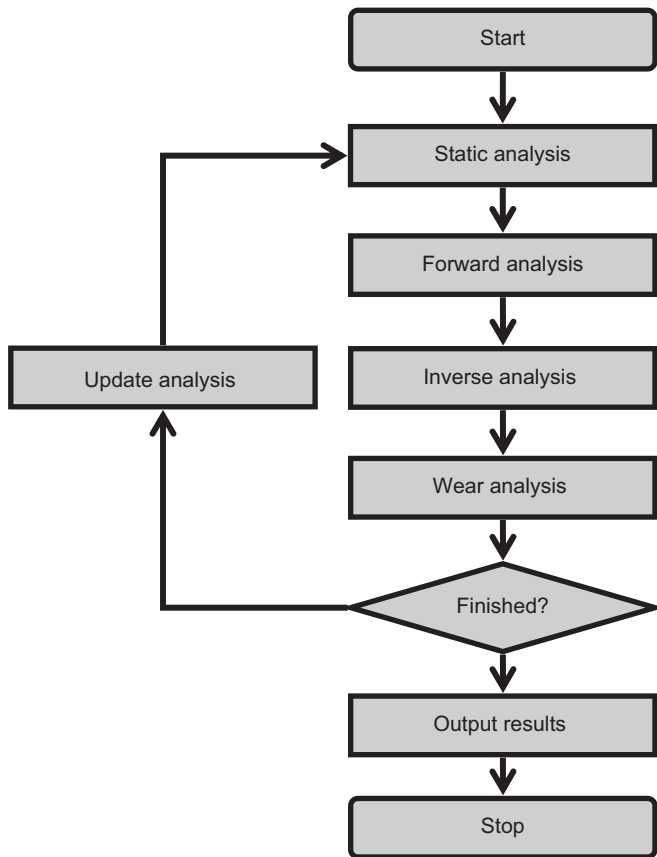 Start
Static analysis
Forward analysis
Inverse analysis
Update analysis
Wear analysis
Finished?
Output results
Stop